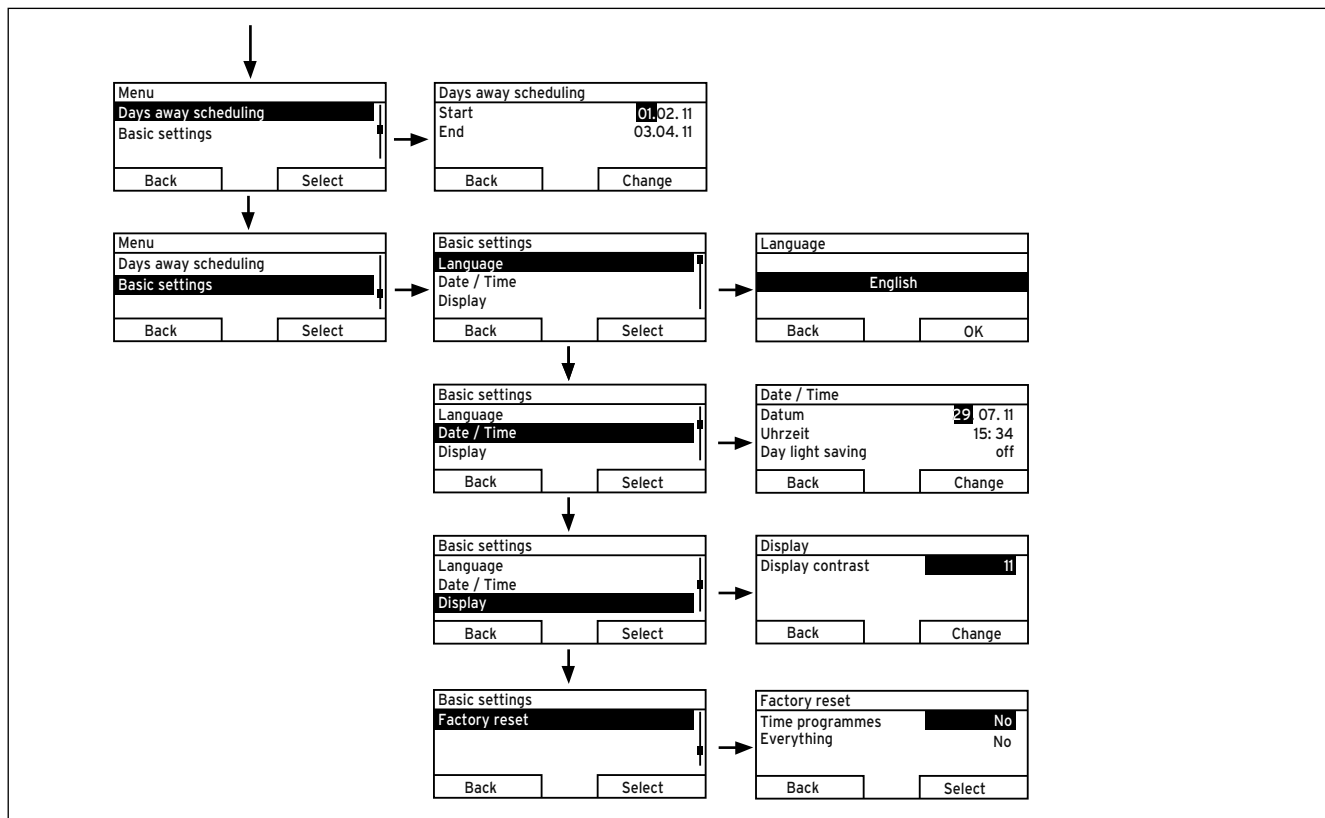 Menu
Days away scheduling
Basic settings
Back Select
Days away scheduling
Start 01.02. 11
End 03.04. 11
Back Change
Menu
Days away scheduling
Basic settings
Back Select
Basic settings
Language
Date / Time
Display
Back Select
Language
English
Back OK
Basic settings
Language
Date / Time
Display
Back Select
Date / Time
Datum 29. 07. 11
Uhrzeit 15: 34
Day light saving off
Back Change
Basic settings
Language
Date / Time
Display
Back Select
Display
Display contrast 11
Back Change
Basic settings
Factory reset
Back Select
Factory reset
Time programmes No
Everything No
Back Select